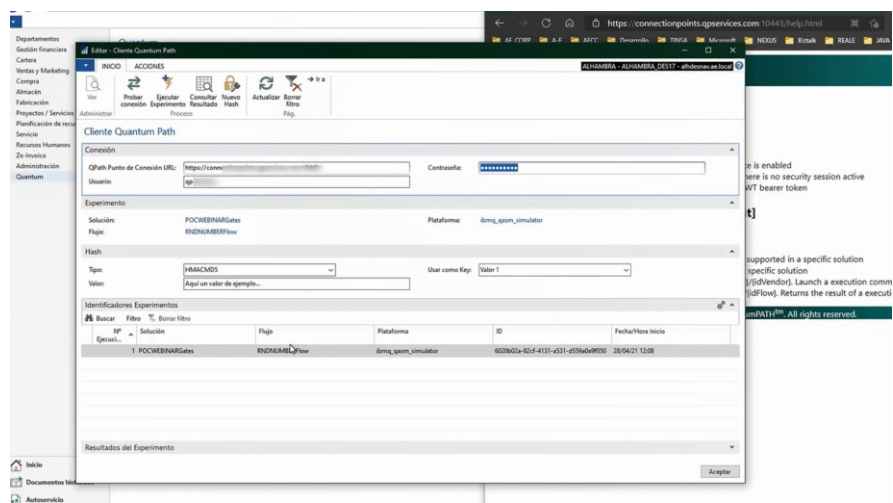 https://connectionpoints.qpservices.com:10443/help.html
AE CORP A-E AFCC Desarrollo TINSA Microsoft NEXUS Biztalk REALE JAVA
Departamentos
Gestión financiera
Cartera
Ventas y Marketing
Compra
Almacén
Fabricación
Proyectos / Servicios
Planificación de recu
Servicio
Recursos Humanos
Ze-Invoice
Administración
Quantum
Inicio
Documentos hist
Autoservicio
Editar - Cliente Quantum Path
INICIO ACCIONES
ALHAMBRA - ALHAMBRA_DES17 - alhdesnav.ae.local
Ver
Probar conexión
Ejecutar Experimento
Consultar Resultado
Nuevo Hash
Actualizar
Borrar filtro
Ir a
Administrar Proceso Pág.
Cliente Quantum Path
Conexión
QPath Punto de Conexión URL: https://conne
Contraseña: ••••••••••
Usuario: qp
Experimento
Solución: POCWEBINARGates
Plataforma: ibmq_qasm_simulator
Flujo: RNDNUMBERFlow
Hash
Tipo: HMACMD5
Usar como Key: Valor 1
Valor: Aquí un valor de ejemplo...
Identificadores Experimentos
Buscar Filtro Borrar filtro
Nº Ejecuci... Solución Flujo Plataforma ID Fecha/Hora Inicio
1 POCWEBINARGates RNDNUMBERFlow ibmq_qasm_simulator 6020b02a-82cf-4131-a531-d559a0a9f050 28/04/21 12:08
Resultados del Experimento
Aceptar
e is enabled
here is no security session active
WT bearer token
t]
supported in a specific solution
specific solution
]/{idVendor}. Launch a execution comm
/{idFlow}. Returns the result of a executi
umPATH™. All rights reserved.